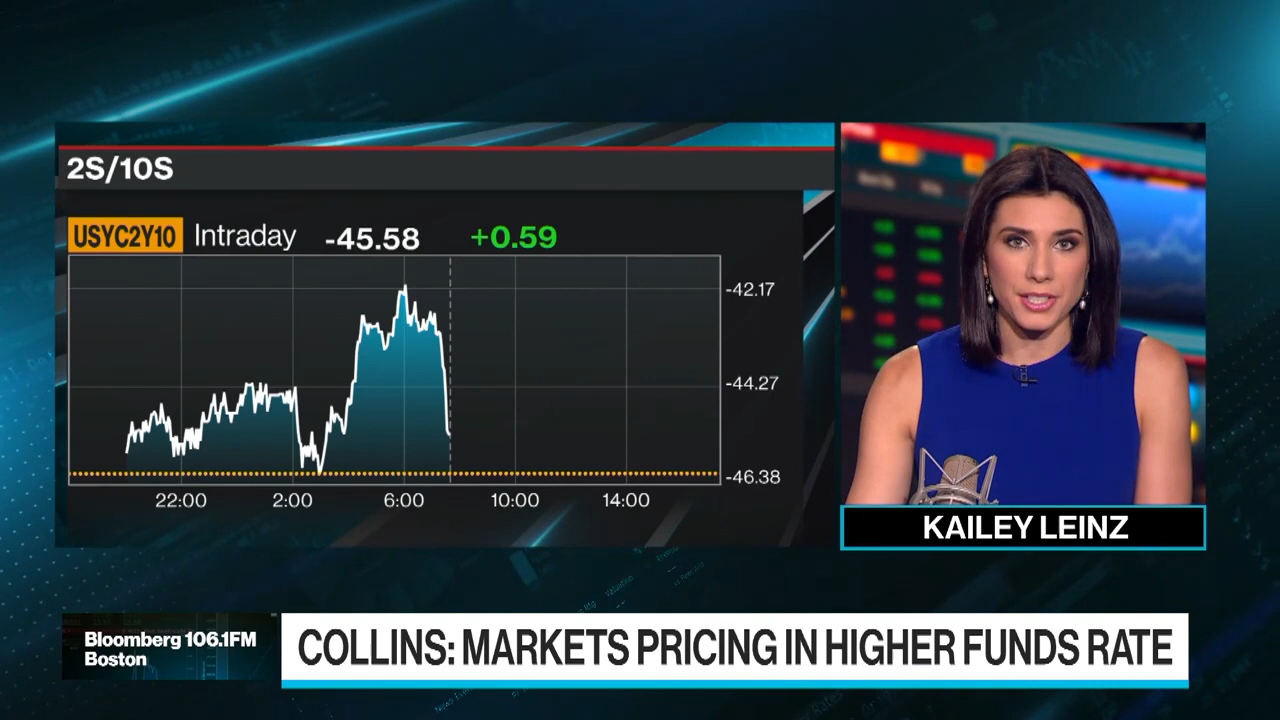 2S/10S
USYC2Y10 Intraday -45.58 +0.59
-42.17
-44.27
-46.38
22:00 2:00 6:00 10:00 14:00
KAILEY LEINZ
Bloomberg 106.1FM
Boston
COLLINS: MARKETS PRICING IN HIGHER FUNDS RATE